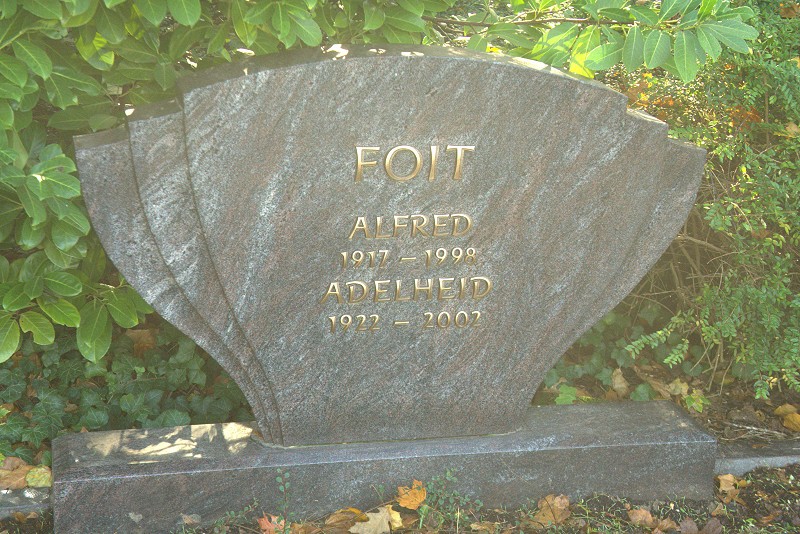 FOIT
ALFRED
1917 – 1998
ADELHEID
1922 – 2002